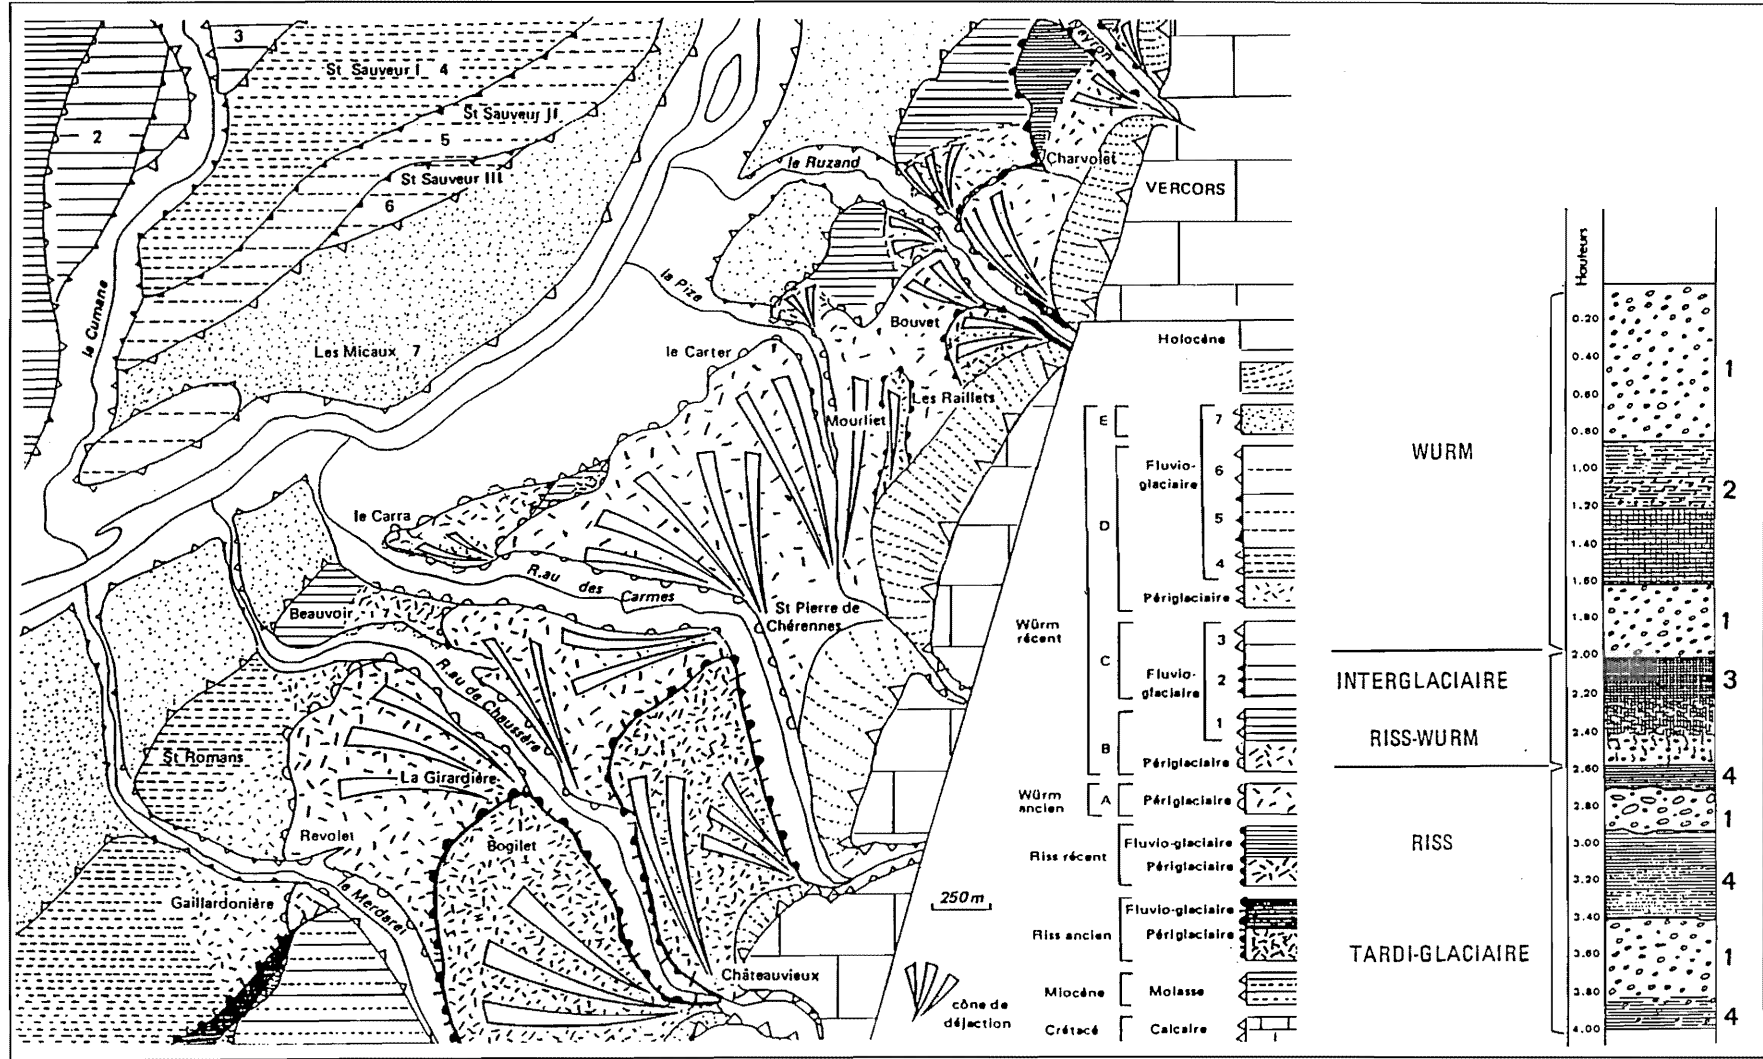 3
St Sauveur I 4
2
St Sauveur II
5
St Sauveur III
6
la Cumane
Les Micaux 7
le Ruzand
Charvolet
VERCORS
la Pize
Bouvet
le Carter
Les Raillets
Mourliet
le Carra
R.au des Carmes
St Pierre de
Chérennes
Beauvoir
R.au de Chaussère
St Romans
La Girardière
Revolet
Bogilet
Gaillardonière
le Merdaret
Châteauvieux
250m
cône de
déjaction
Holocène
E
7
Fluvio-
glaciaire
6
D
5
4
Périglaciaire
Würm
récent
3
C
Fluvio-
glaciaire
2
1
B
Périglaciaire
Würm
ancien
A
Périglaciaire
Riss récent
Fluvio-glaciaire
Périglaciaire
Riss ancien
Fluvio-glaciaire
Périglaciaire
Miocène
Molasse
Crétacé
Calcaire
WURM
INTERGLACIAIRE
RISS-WURM
RISS
TARDI-GLACIAIRE
Hauteurs
0.20
0.40
0.60
0.80
1.00
1.20
1.40
1.60
1.80
2.00
2.20
2.40
2.60
2.80
3.00
3.20
3.40
3.60
3.80
4.00
1
2
1
3
4
1
4
1
4